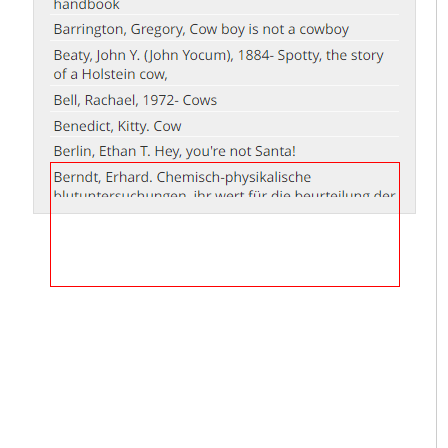 handbook
Barrington, Gregory, Cow boy is not a cowboy
Beaty, John Y. (John Yocum), 1884- Spotty, the story
of a Holstein cow,
Bell, Rachael, 1972- Cows
Benedict, Kitty. Cow
Berlin, Ethan T. Hey, you're not Santa!
Berndt, Erhard. Chemisch-physikalische
blutuntersuchungen, ihr wert für die beurteilung der